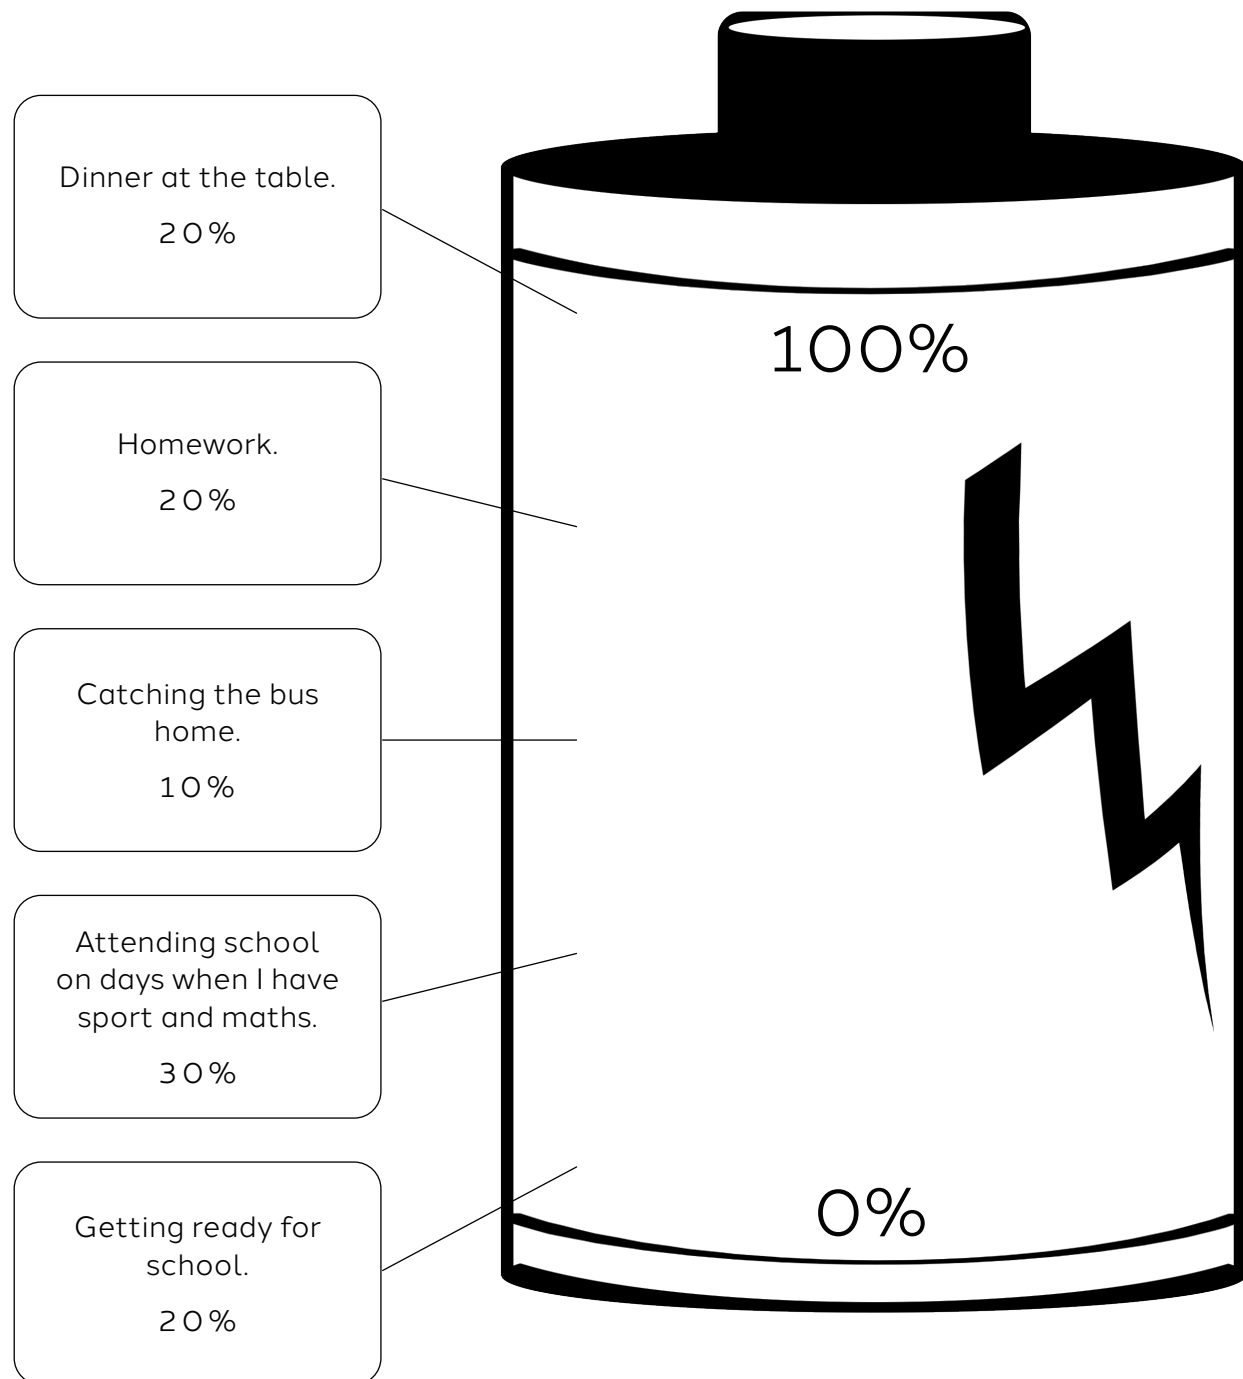 Dinner at the table.
20%
100%
Homework.
20%
Catching the bus
home.
10%
Attending school
on days when I have
sport and maths.
30%
Getting ready for
school.
20%
0%